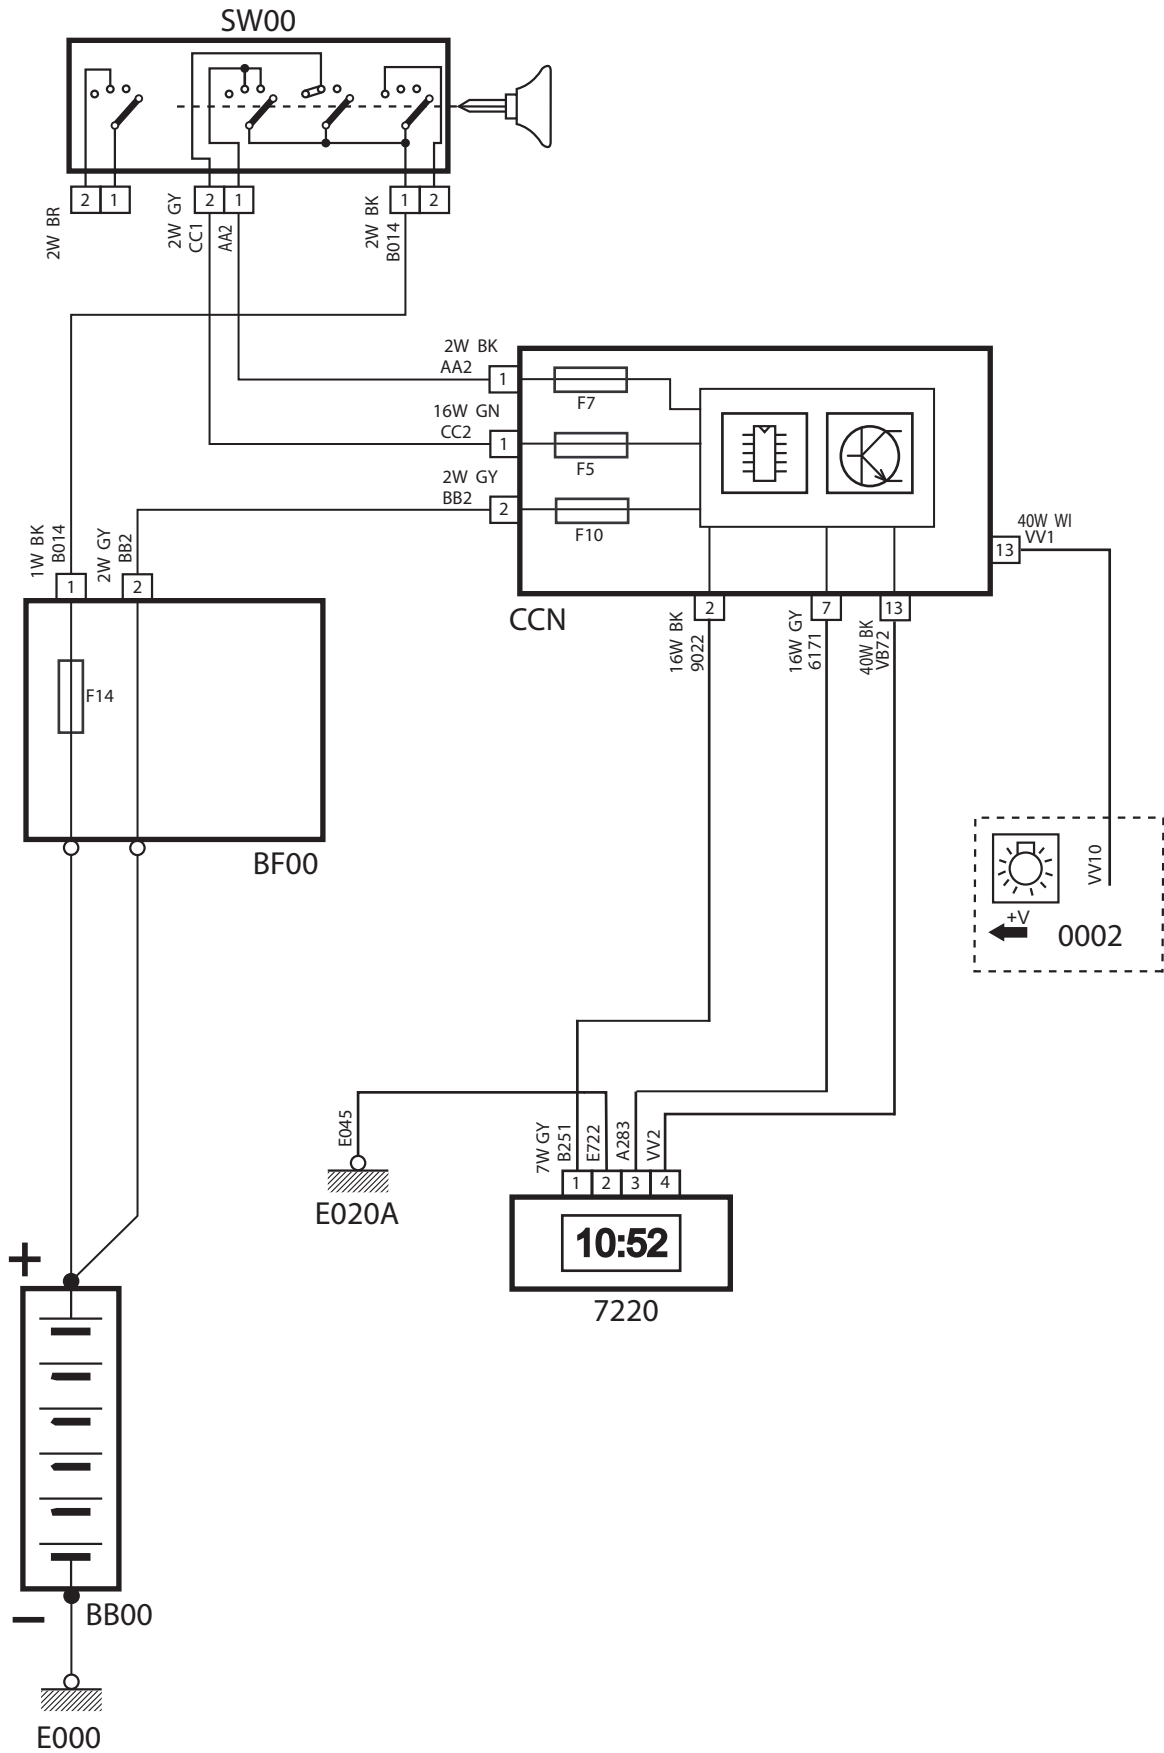 SW00
2 1
2 1
1 2
2W BR
2W GY
CC1
AA2
2W BK
B014
2W BK
AA2
1
F7
16W GN
CC2
1
F5
2W GY
BB2
2
F10
40W WI
VV1
13
CCN
2
7
13
16W BK
9022
16W GY
6171
40W BK
VB72
1W BK
B014
2W GY
BB2
1
2
F14
BF00
VV10
+V
0002
E045
E020A
7W GY
B251
E722
A283
VV2
1 2 3 4
10:52
7220
+
−
BB00
E000